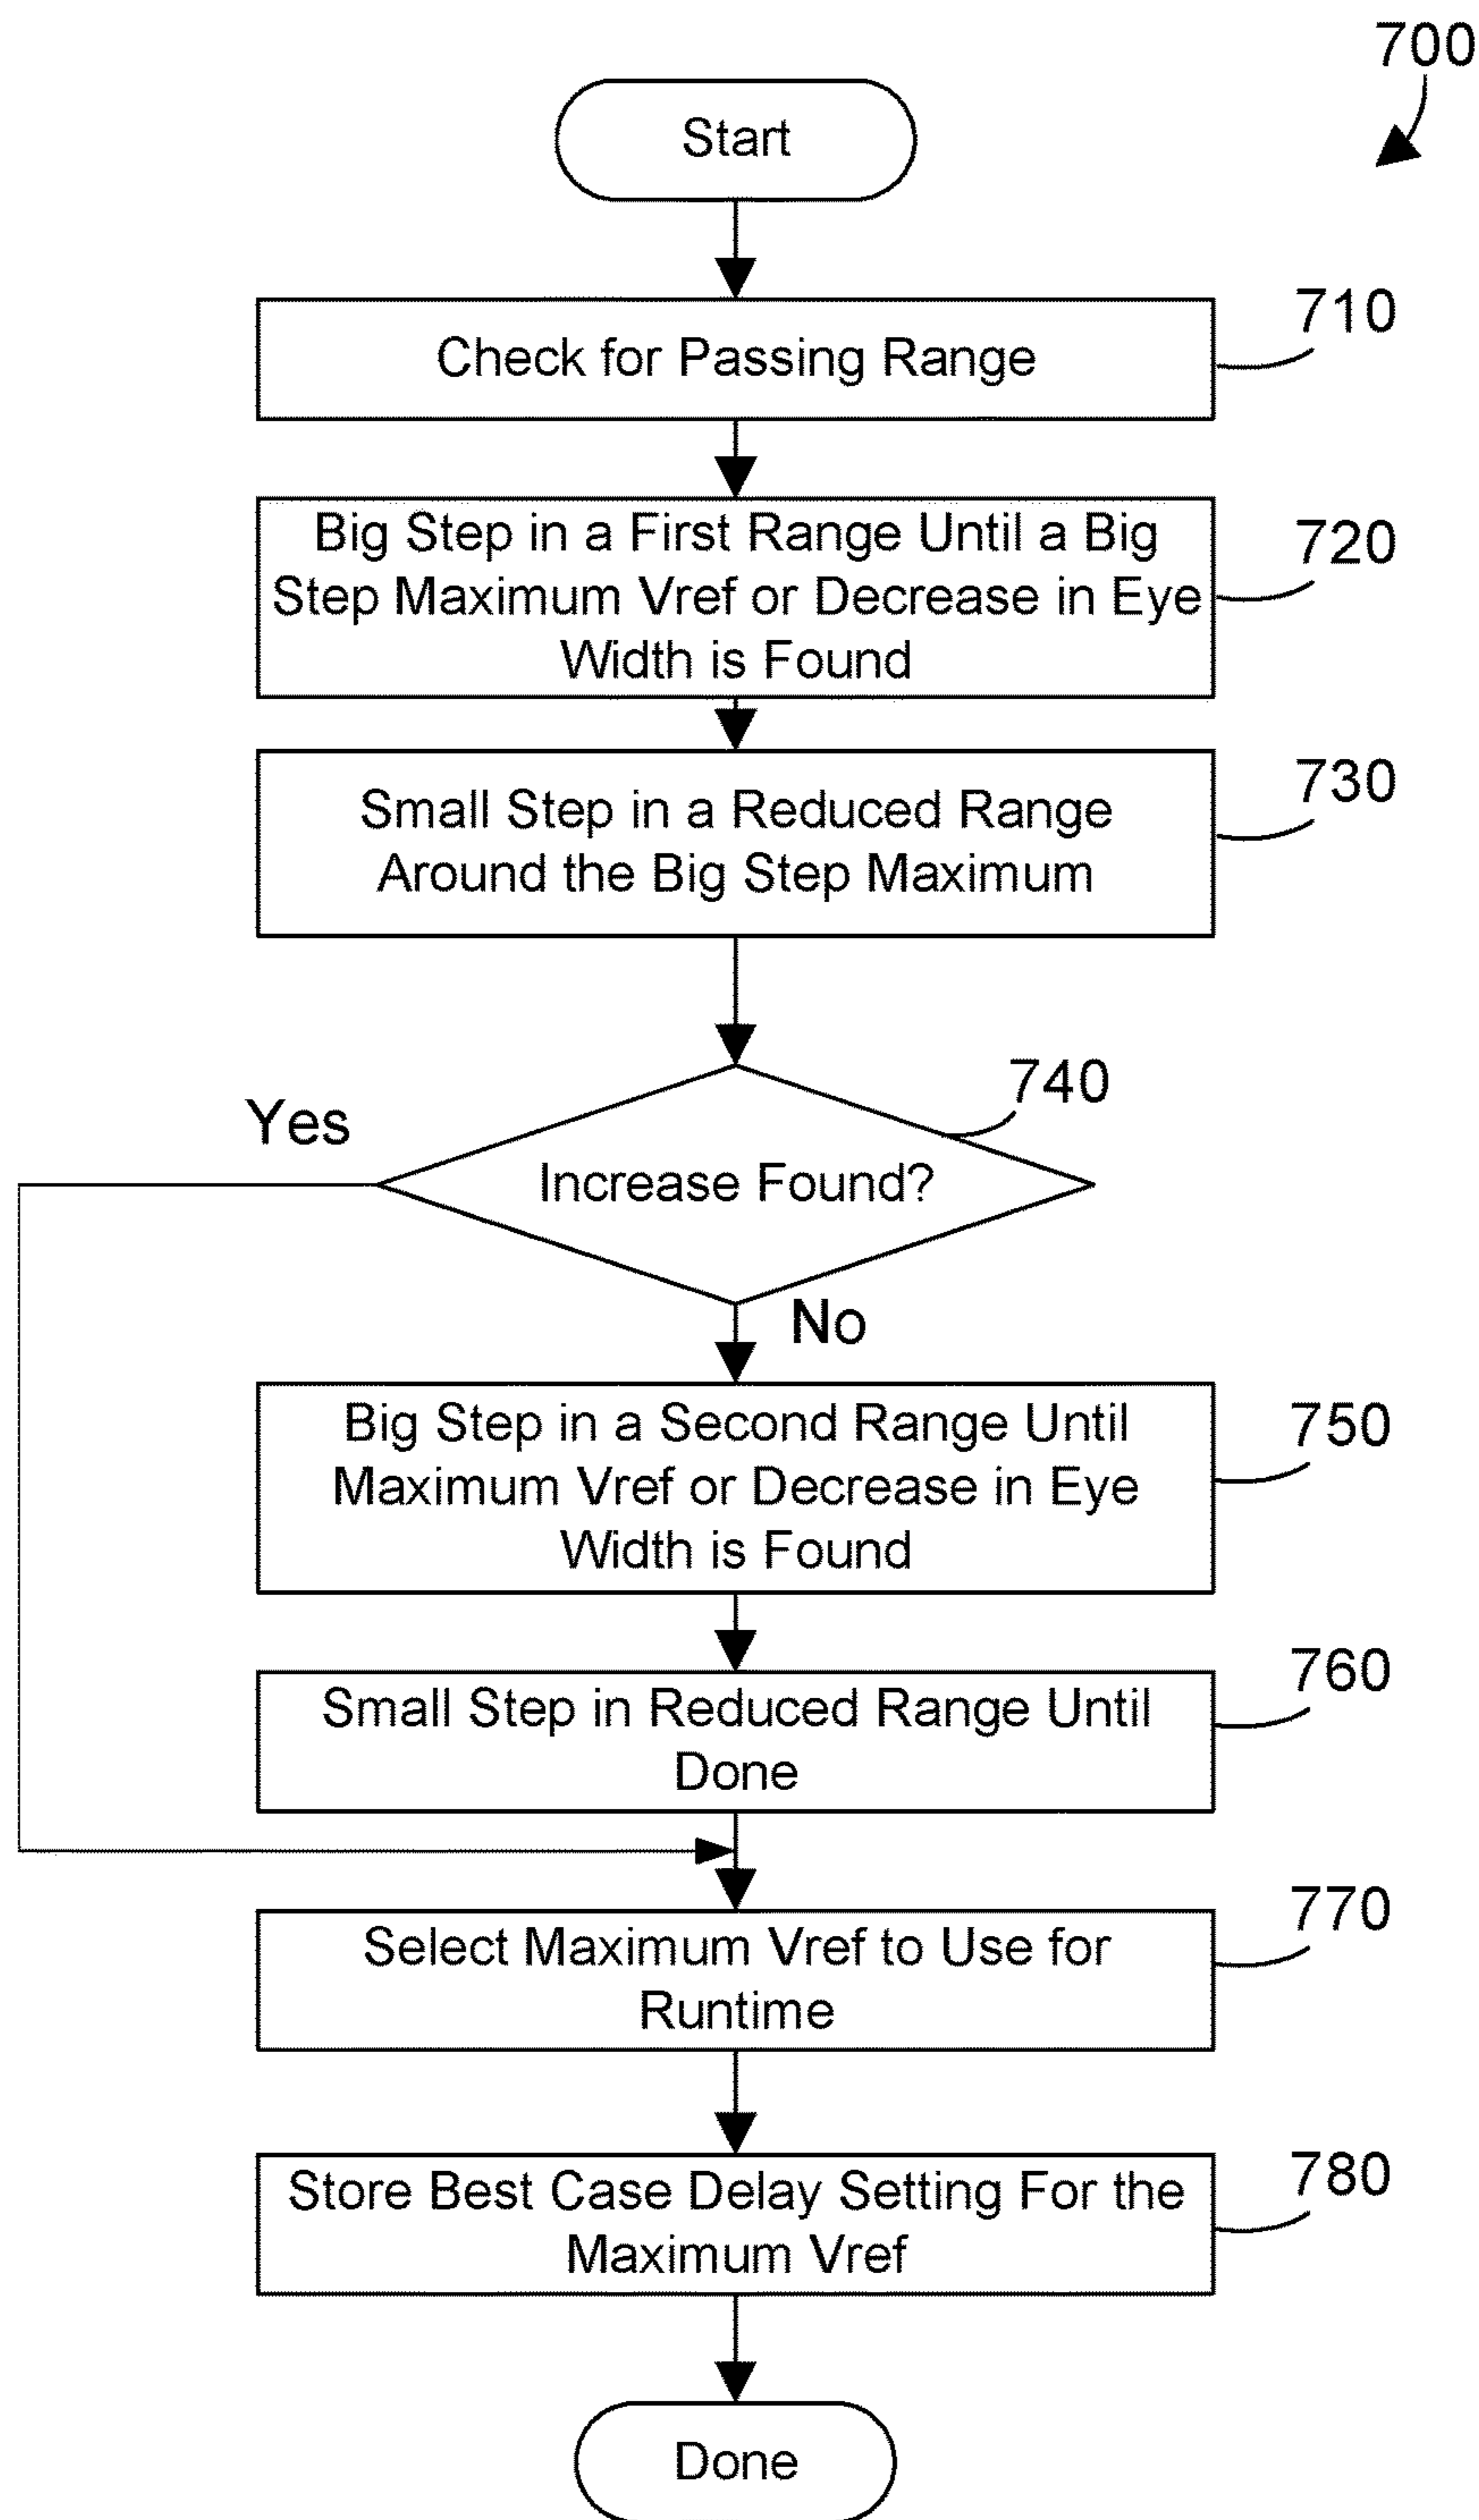 700
Start
710
Check for Passing Range
720
Big Step in a First Range Until a Big
Step Maximum Vref or Decrease in Eye
Width is Found
730
Small Step in a Reduced Range
Around the Big Step Maximum
740
Yes
Increase Found?
No
750
Big Step in a Second Range Until
Maximum Vref or Decrease in Eye
Width is Found
760
Small Step in Reduced Range Until
Done
770
Select Maximum Vref to Use for
Runtime
780
Store Best Case Delay Setting For the
Maximum Vref
Done